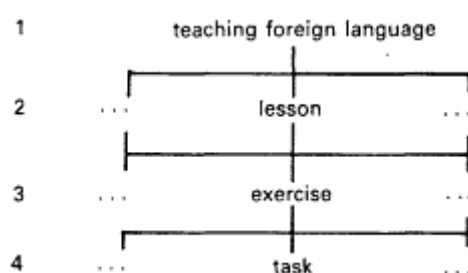 1 teaching foreign language
2 ... lesson ...
3 ... exercise ...
4 ... task ...